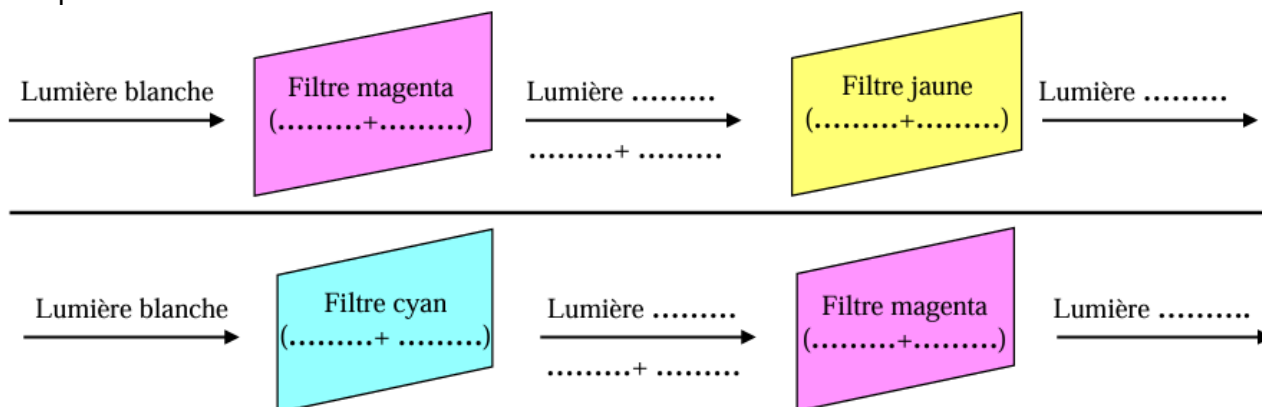 Lumière blanche
Filtre magenta
(.........+.........)
Lumière .........
.........+ .........
Filtre jaune
(.........+.........)
Lumière .........
Lumière blanche
Filtre cyan
(.........+ .........)
Lumière .........
.........+ .........
Filtre magenta
(.........+.........)
Lumière ..........